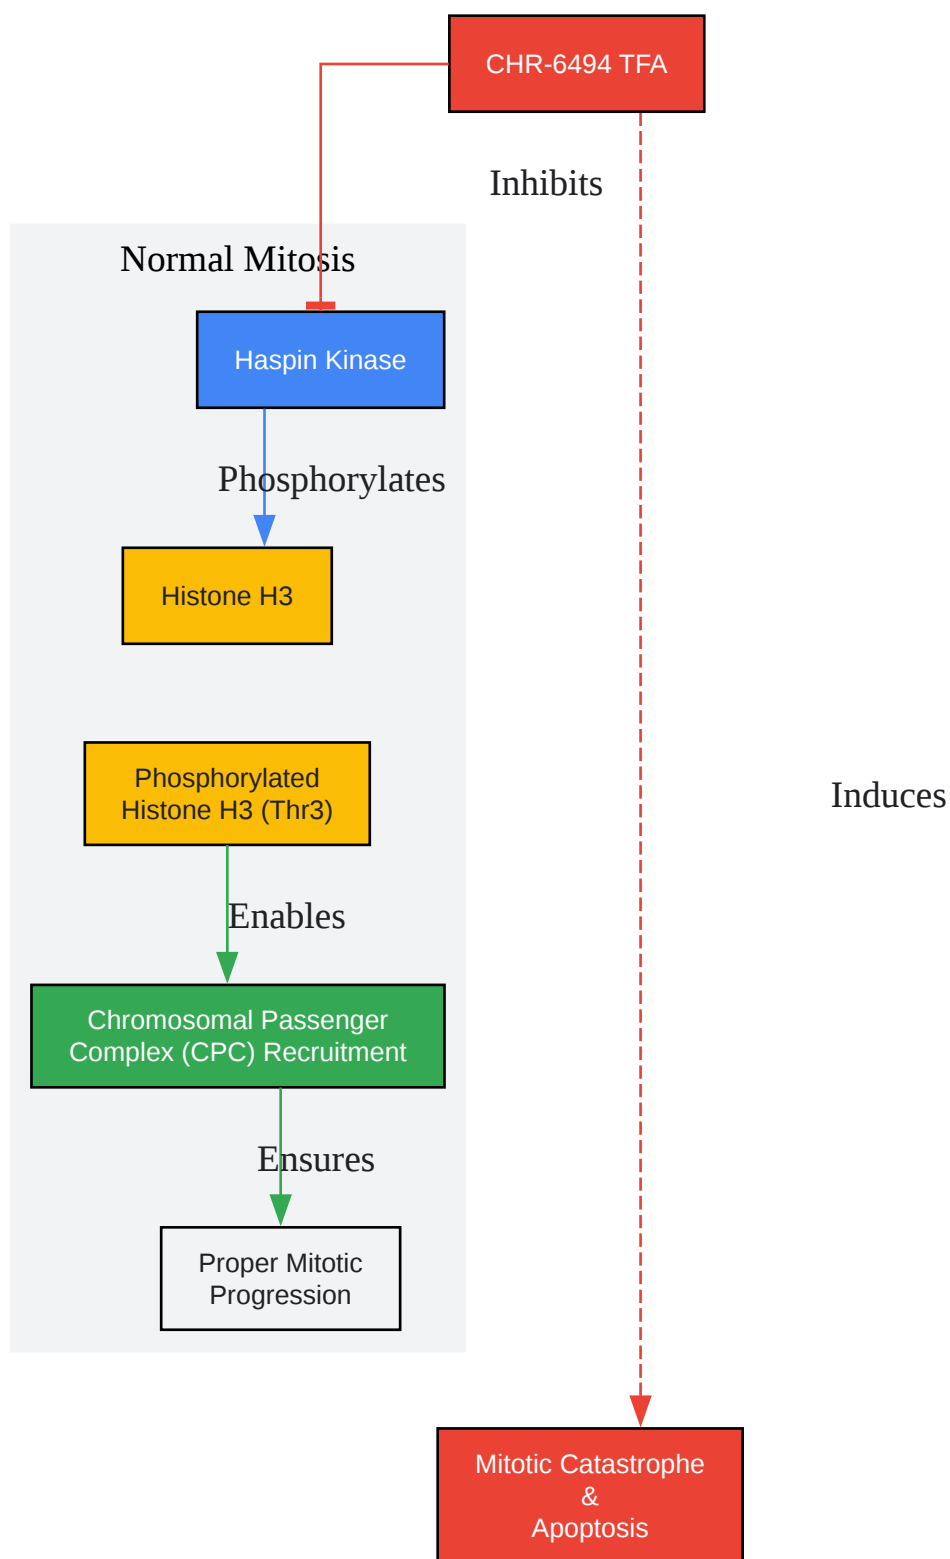 CHR-6494 TFA
Inhibits
Normal Mitosis
Haspin Kinase
Phosphorylates
Histone H3
Phosphorylated
Histone H3 (Thr3)
Induces
Enables
Chromosomal Passenger
Complex (CPC) Recruitment
Ensures
Proper Mitotic
Progression
Mitotic Catastrophe
&
Apoptosis